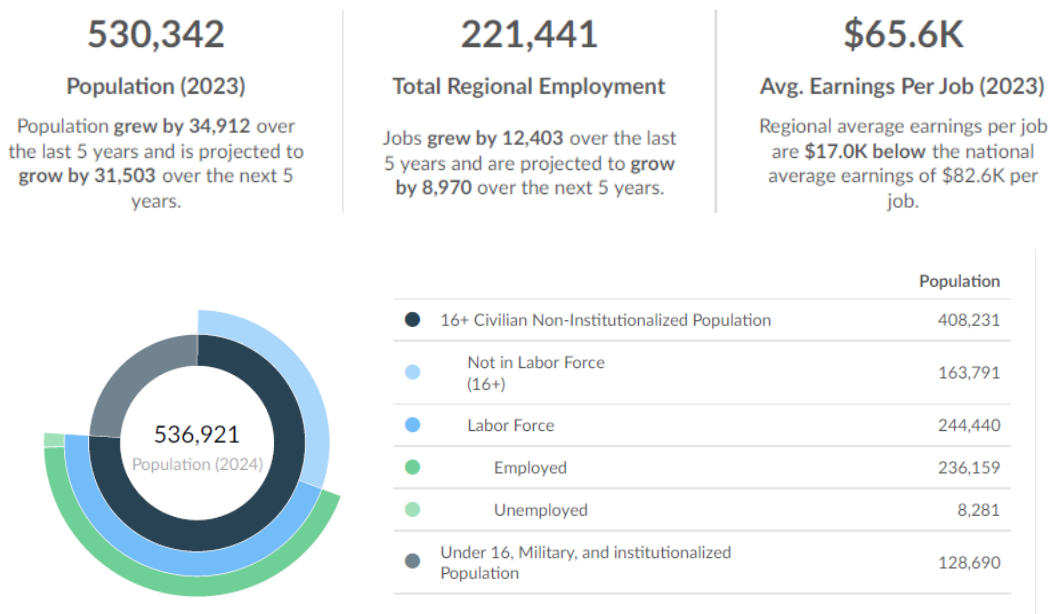 530,342
Population (2023)
Population grew by 34,912 over
the last 5 years and is projected to
grow by 31,503 over the next 5
years.
221,441
Total Regional Employment
Jobs grew by 12,403 over the last
5 years and are projected to grow
by 8,970 over the next 5 years.
$65.6K
Avg. Earnings Per Job (2023)
Regional average earnings per job
are $17.0K below the national
average earnings of $82.6K per
job.
536,921
Population (2024)
Population
16+ Civilian Non-Institutionalized Population 408,231
Not in Labor Force
(16+) 163,791
Labor Force 244,440
Employed 236,159
Unemployed 8,281
Under 16, Military, and institutionalized
Population 128,690